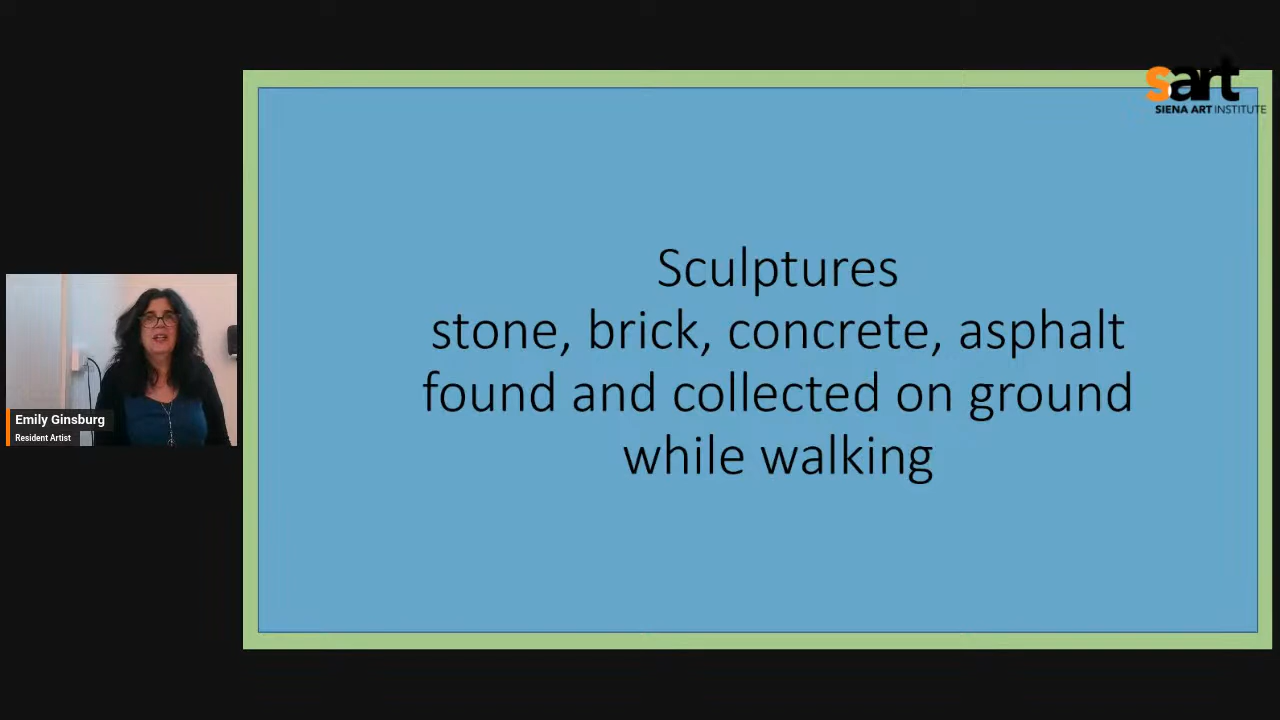 sart
SIENA ART INSTITUTE
Sculptures
stone, brick, concrete, asphalt
found and collected on ground
while walking
Emily Ginsburg
Resident Artist